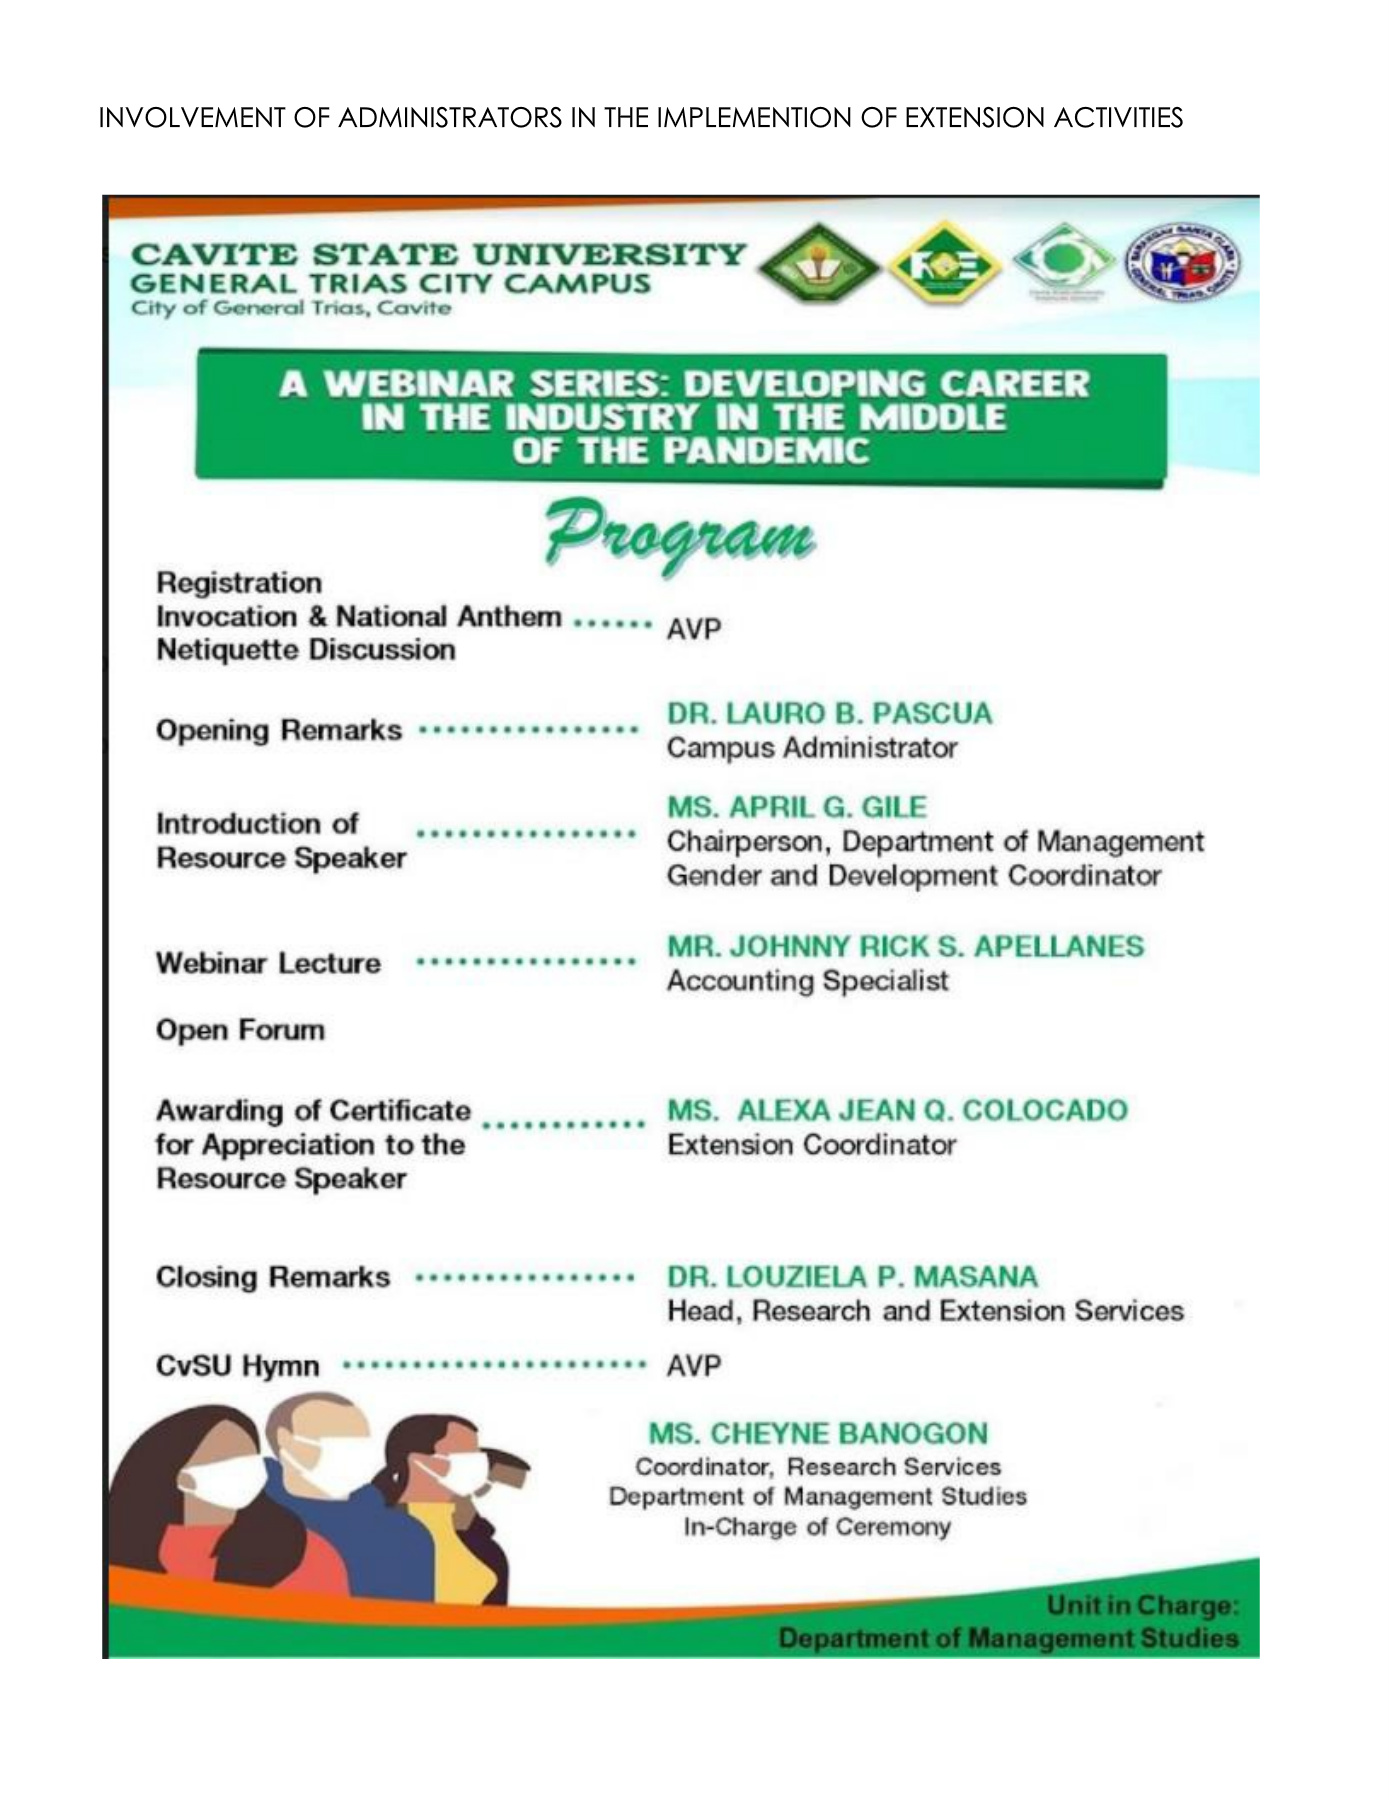 INVOLVEMENT OF ADMINISTRATORS IN THE IMPLEMENTION OF EXTENSION ACTIVITIES
CAVITE STATE UNIVERSITY
GENERAL TRIAS CITY CAMPUS
City of General Trias, Cavite
A WEBINAR SERIES: DEVELOPING CAREER
IN THE INDUSTRY IN THE MIDDLE
OF THE PANDEMIC
Program
Registration
Invocation & National Anthem ...... AVP
Netiquette Discussion
Opening Remarks ................ DR. LAURO B. PASCUA
Campus Administrator
Introduction of
Resource Speaker ................ MS. APRIL G. GILE
Chairperson, Department of Management
Gender and Development Coordinator
Webinar Lecture ................ MR. JOHNNY RICK S. APELLANES
Accounting Specialist
Open Forum
Awarding of Certificate
for Appreciation to the
Resource Speaker ............ MS. ALEXA JEAN Q. COLOCADO
Extension Coordinator
Closing Remarks ................ DR. LOUZIELA P. MASANA
Head, Research and Extension Services
CvSU Hymn ...................... AVP
MS. CHEYNE BANOGON
Coordinator, Research Services
Department of Management Studies
In-Charge of Ceremony
Unit in Charge:
Department of Management Studies